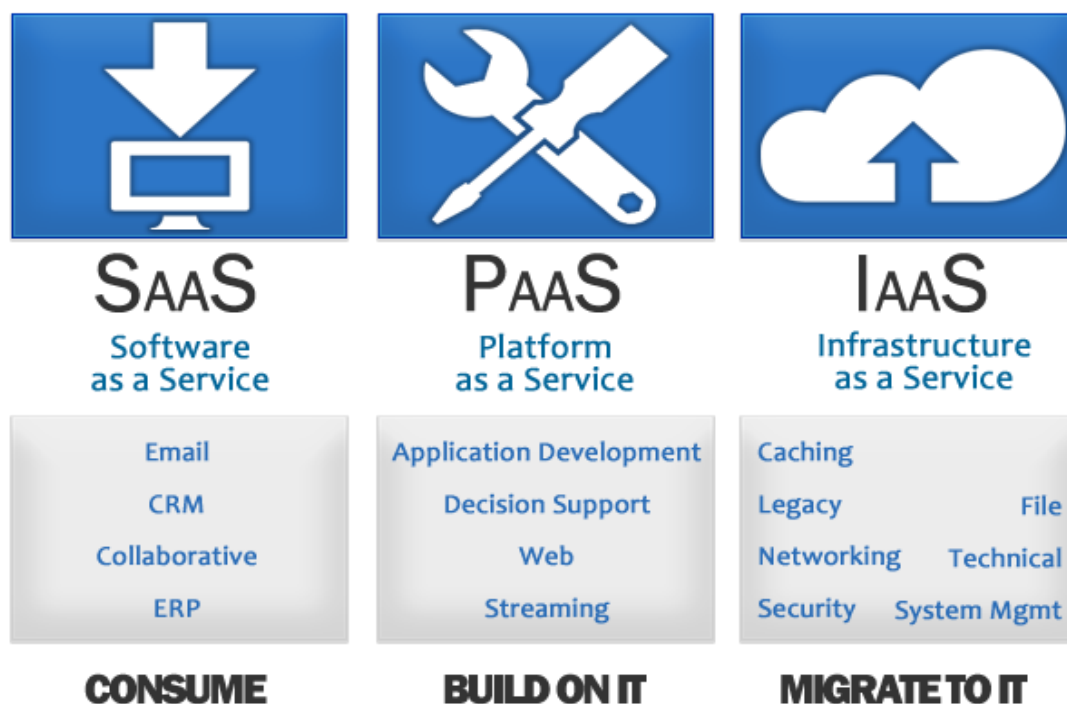 SAAS
Software
as a Service
Email
CRM
Collaborative
ERP
CONSUME
PAAS
Platform
as a Service
Application Development
Decision Support
Web
Streaming
BUILD ON IT
IAAS
Infrastructure
as a Service
Caching
Legacy File
Networking Technical
Security System Mgmt
MIGRATE TO IT